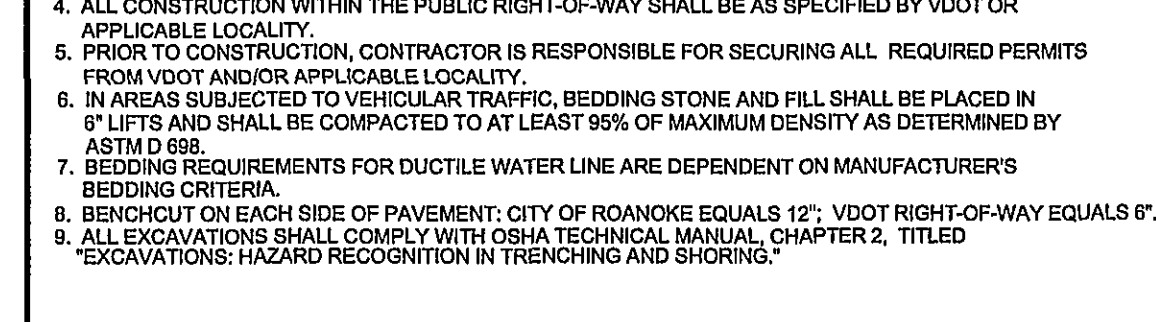 4. ALL CONSTRUCTION WITHIN THE PUBLIC RIGHT-OF-WAY SHALL BE AS SPECIFIED BY VDOT OR
APPLICABLE LOCALITY.
5. PRIOR TO CONSTRUCTION, CONTRACTOR IS RESPONSIBLE FOR SECURING ALL REQUIRED PERMITS
FROM VDOT AND/OR APPLICABLE LOCALITY.
6. IN AREAS SUBJECTED TO VEHICULAR TRAFFIC, BEDDING STONE AND FILL SHALL BE PLACED IN
6" LIFTS AND SHALL BE COMPACTED TO AT LEAST 95% OF MAXIMUM DENSITY AS DETERMINED BY
ASTM D 698.
7. BEDDING REQUIREMENTS FOR DUCTILE WATER LINE ARE DEPENDENT ON MANUFACTURER'S
BEDDING CRITERIA.
8. BENCHCUT ON EACH SIDE OF PAVEMENT: CITY OF ROANOKE EQUALS 12"; VDOT RIGHT-OF-WAY EQUALS 6".
9. ALL EXCAVATIONS SHALL COMPLY WITH OSHA TECHNICAL MANUAL, CHAPTER 2, TITLED
"EXCAVATIONS: HAZARD RECOGNITION IN TRENCHING AND SHORING."